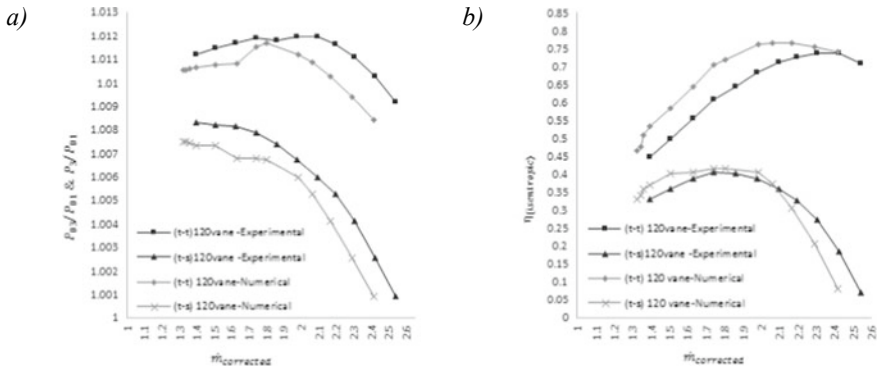 a)
P03/P01 & P3/P01
1.013
1.012
1.011
1.01
1.009
1.008
1.007
1.006
1.005
1.004
1.003
1.002
1.001
1
(t-t) 120vane -Experimental
(t-s) 120vane -Experimental
(t-t) 120vane-Numerical
(t-s) 120vane-Numerical
1 1.1 1.2 1.3 1.4 1.5 1.6 1.7 1.8 1.9 2 2.1 2.2 2.3 2.4 2.5 2.6
ṁcorrected
b)
η(isentropic)
0.85
0.8
0.75
0.7
0.65
0.6
0.55
0.5
0.45
0.4
0.35
0.3
0.25
0.2
0.15
0.1
0.05
0
(t-t) 120vane -Experimental
(t-s) 120vane -Experimental
(t-t) 120 vane-Numerical
(t-s) 120 vane-Numerical
1 1.1 1.2 1.3 1.4 1.5 1.6 1.7 1.8 1.9 2 2.1 2.2 2.3 2.4 2.5 2.6
ṁcorrected